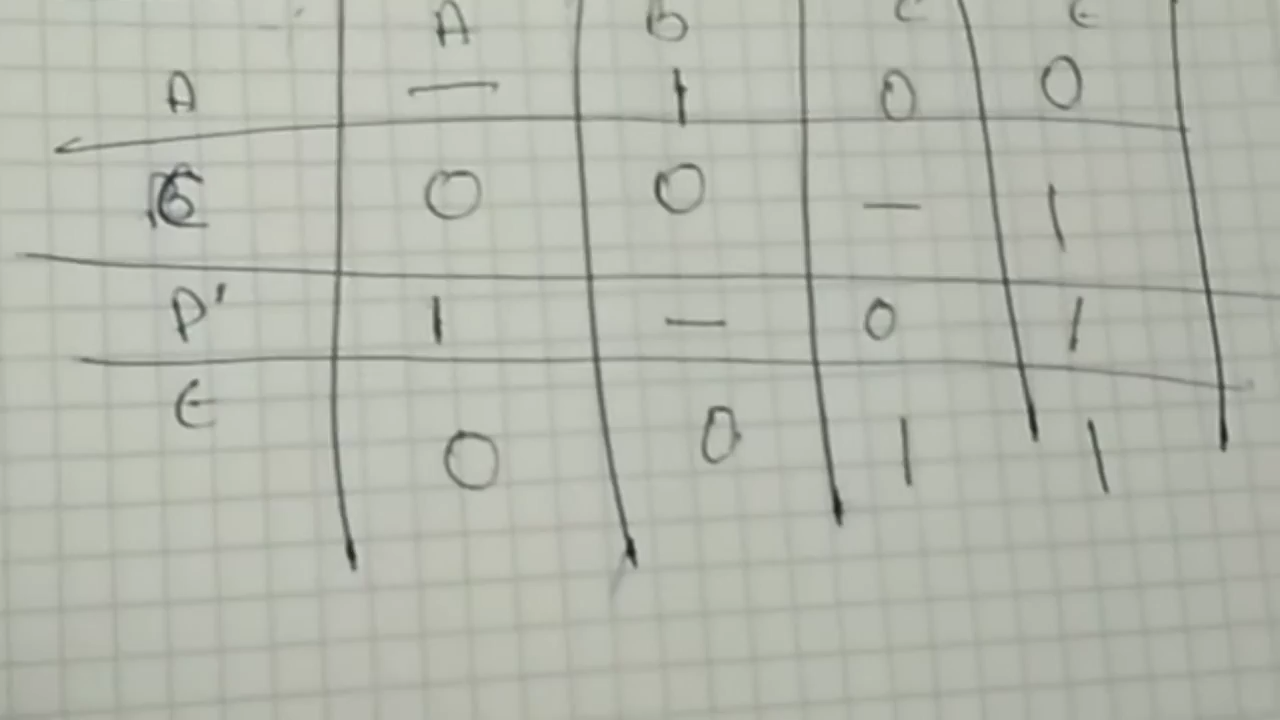 A б C E
A — 1 0 0
0 0 — 1
P' 1 — 0 1
E 0 0 1 1